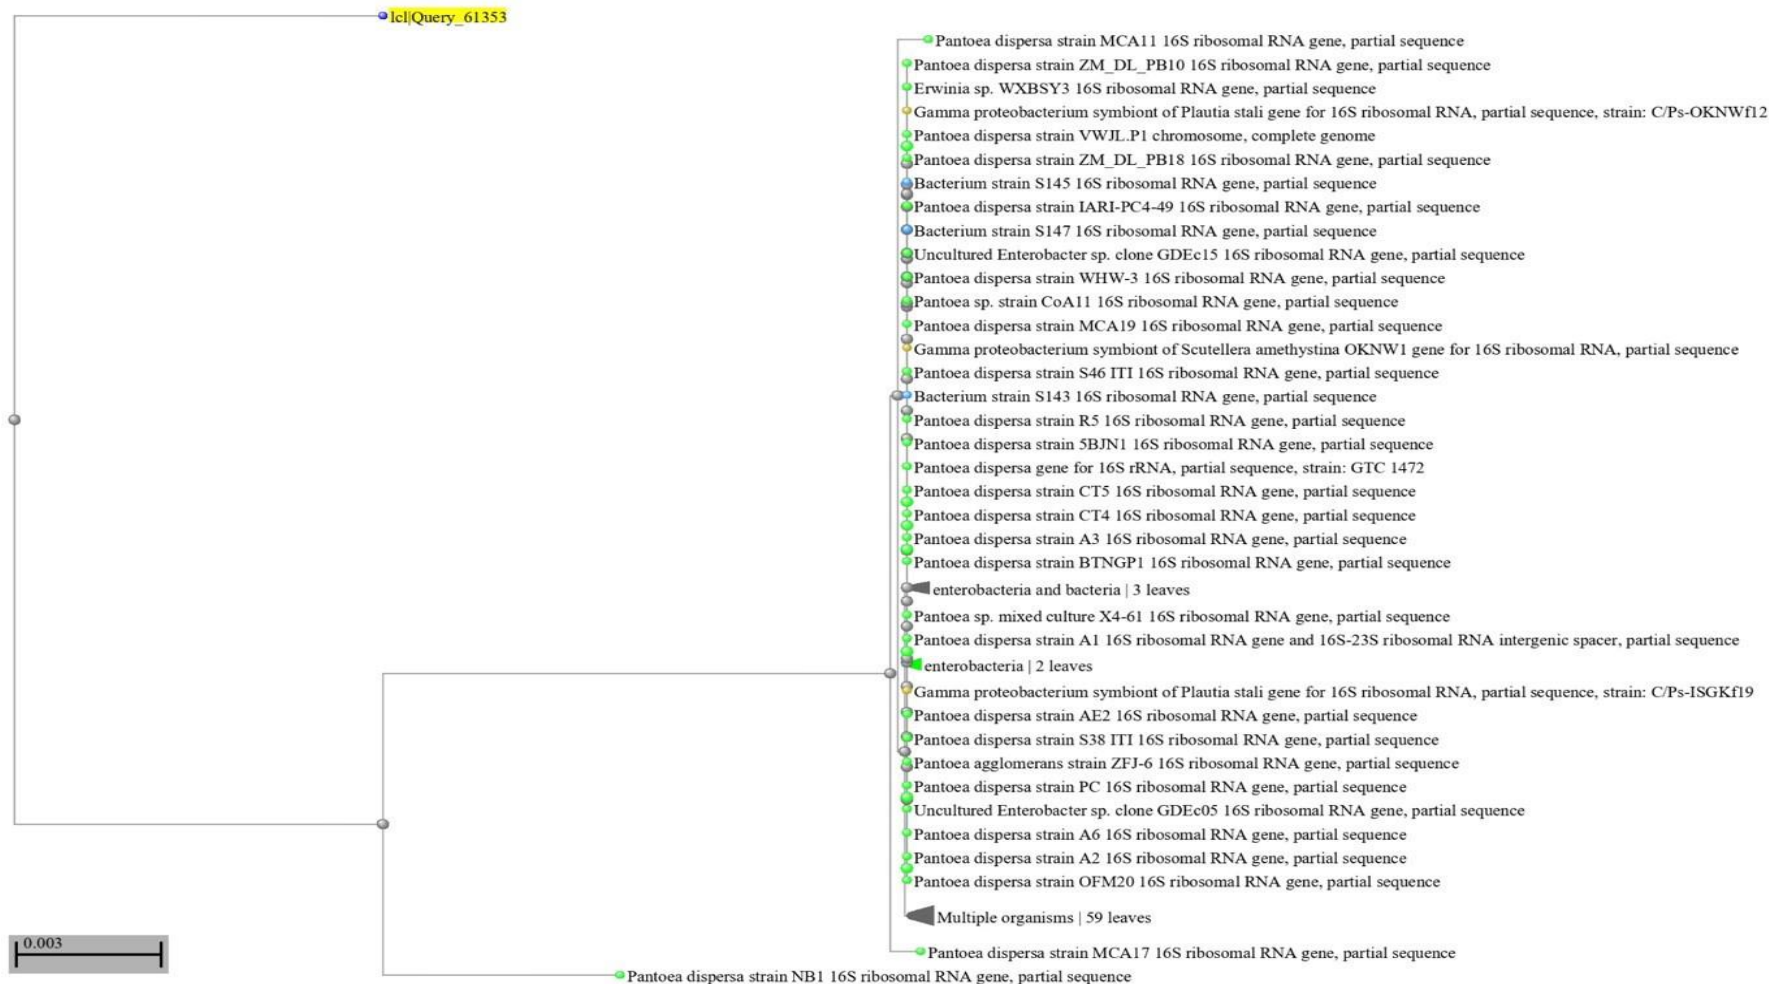 lcl|Query_61353
Pantoea dispersa strain MCA11 16S ribosomal RNA gene, partial sequence
Pantoea dispersa strain ZM_DL_PB10 16S ribosomal RNA gene, partial sequence
Erwinia sp. WXBSY3 16S ribosomal RNA gene, partial sequence
Gamma proteobacterium symbiont of Plautia stali gene for 16S ribosomal RNA, partial sequence, strain: C/Ps-OKNWf12
Pantoea dispersa strain VWJL.P1 chromosome, complete genome
Pantoea dispersa strain ZM_DL_PB18 16S ribosomal RNA gene, partial sequence
Bacterium strain S145 16S ribosomal RNA gene, partial sequence
Pantoea dispersa strain IARI-PC4-49 16S ribosomal RNA gene, partial sequence
Bacterium strain S147 16S ribosomal RNA gene, partial sequence
Uncultured Enterobacter sp. clone GDEc15 16S ribosomal RNA gene, partial sequence
Pantoea dispersa strain WHW-3 16S ribosomal RNA gene, partial sequence
Pantoea sp. strain CoA11 16S ribosomal RNA gene, partial sequence
Pantoea dispersa strain MCA19 16S ribosomal RNA gene, partial sequence
Gamma proteobacterium symbiont of Scutellera amethystina OKNW1 gene for 16S ribosomal RNA, partial sequence
Pantoea dispersa strain S46 ITI 16S ribosomal RNA gene, partial sequence
Bacterium strain S143 16S ribosomal RNA gene, partial sequence
Pantoea dispersa strain R5 16S ribosomal RNA gene, partial sequence
Pantoea dispersa strain 5BJN1 16S ribosomal RNA gene, partial sequence
Pantoea dispersa gene for 16S rRNA, partial sequence, strain: GTC 1472
Pantoea dispersa strain CT5 16S ribosomal RNA gene, partial sequence
Pantoea dispersa strain CT4 16S ribosomal RNA gene, partial sequence
Pantoea dispersa strain A3 16S ribosomal RNA gene, partial sequence
Pantoea dispersa strain BTNGP1 16S ribosomal RNA gene, partial sequence
enterobacteria and bacteria | 3 leaves
Pantoea sp. mixed culture X4-61 16S ribosomal RNA gene, partial sequence
Pantoea dispersa strain A1 16S ribosomal RNA gene and 16S-23S ribosomal RNA intergenic spacer, partial sequence
enterobacteria | 2 leaves
Gamma proteobacterium symbiont of Plautia stali gene for 16S ribosomal RNA, partial sequence, strain: C/Ps-ISGKf19
Pantoea dispersa strain AE2 16S ribosomal RNA gene, partial sequence
Pantoea dispersa strain S38 ITI 16S ribosomal RNA gene, partial sequence
Pantoea agglomerans strain ZFJ-6 16S ribosomal RNA gene, partial sequence
Pantoea dispersa strain PC 16S ribosomal RNA gene, partial sequence
Uncultured Enterobacter sp. clone GDEc05 16S ribosomal RNA gene, partial sequence
Pantoea dispersa strain A6 16S ribosomal RNA gene, partial sequence
Pantoea dispersa strain A2 16S ribosomal RNA gene, partial sequence
Pantoea dispersa strain OFM20 16S ribosomal RNA gene, partial sequence
Multiple organisms | 59 leaves
0.003
Pantoea dispersa strain MCA17 16S ribosomal RNA gene, partial sequence
Pantoea dispersa strain NB1 16S ribosomal RNA gene, partial sequence